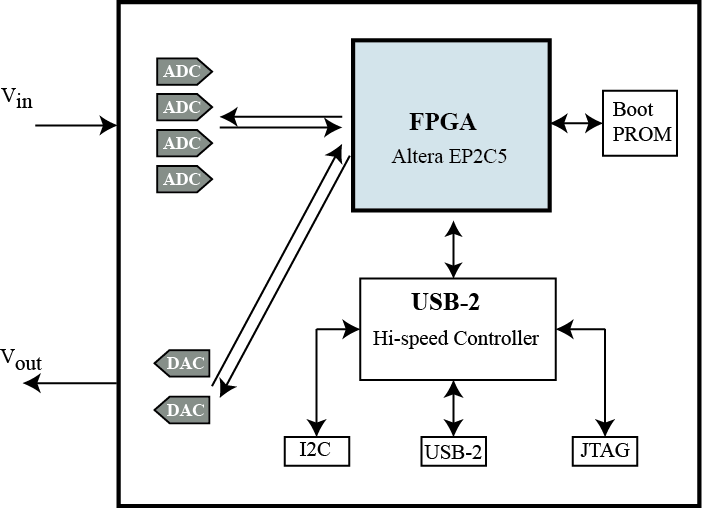 Vin
ADC
ADC
ADC
ADC
FPGA
Altera EP2C5
Boot
PROM
USB-2
Hi-speed Controller
Vout
DAC
DAC
I2C
USB-2
JTAG